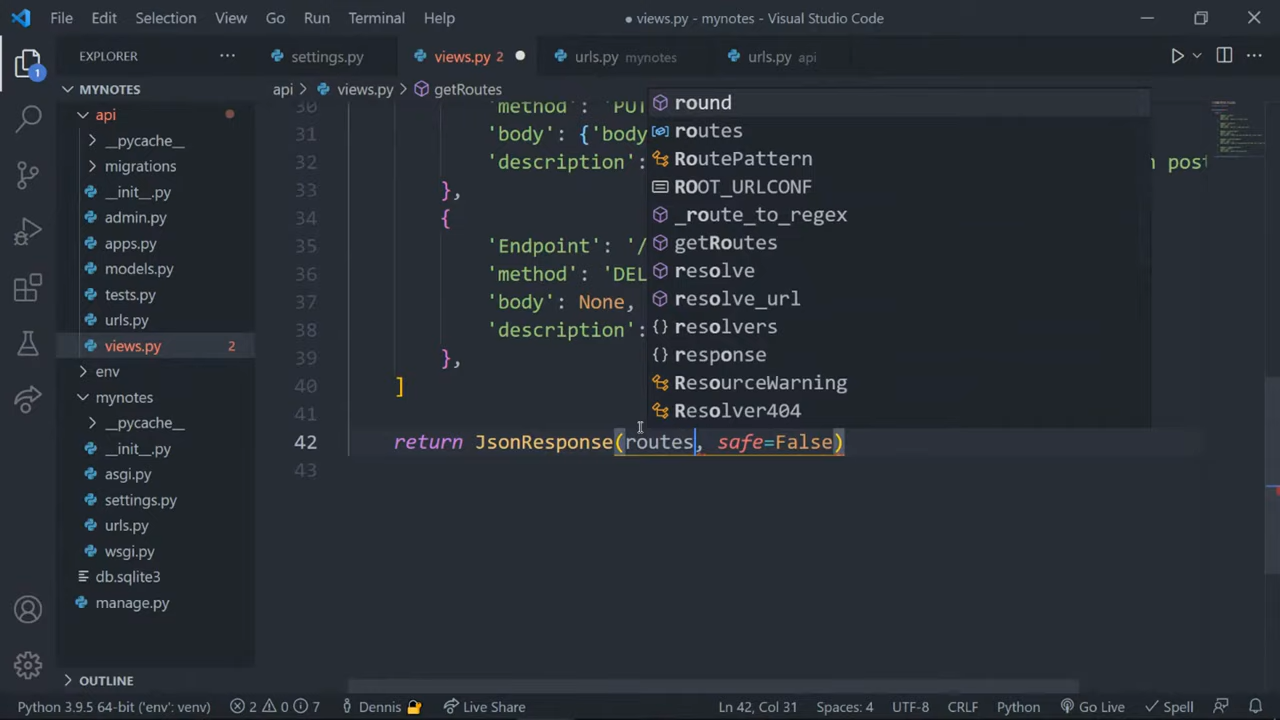 File Edit Selection View Go Run Terminal Help
● views.py - mynotes - Visual Studio Code
EXPLORER ···
settings.py views.py 2 ● urls.py mynotes urls.py api
MYNOTES
api > views.py > getRoutes
api
__pycache__
migrations
__init__.py
admin.py
apps.py
models.py
tests.py
urls.py
views.py 2
env
mynotes
__pycache__
__init__.py
asgi.py
settings.py
urls.py
wsgi.py
db.sqlite3
manage.py
OUTLINE
1
30 'method': 'PU
31 'body': {'body
32 'description': post
33 },
34 {
35 'Endpoint': '/
36 'method': 'DEL
37 'body': None,
38 'description':
39 },
40 ]
41
42 return JsonResponse(routes, safe=False)
43
round
routes
RoutePattern
ROOT_URLCONF
_route_to_regex
getRoutes
resolve
resolve_url
resolvers
response
ResourceWarning
Resolver404
Python 3.9.5 64-bit ('env': venv) 2 0 7 Dennis Live Share Ln 42, Col 31 Spaces: 4 UTF-8 CRLF Python Go Live Spell